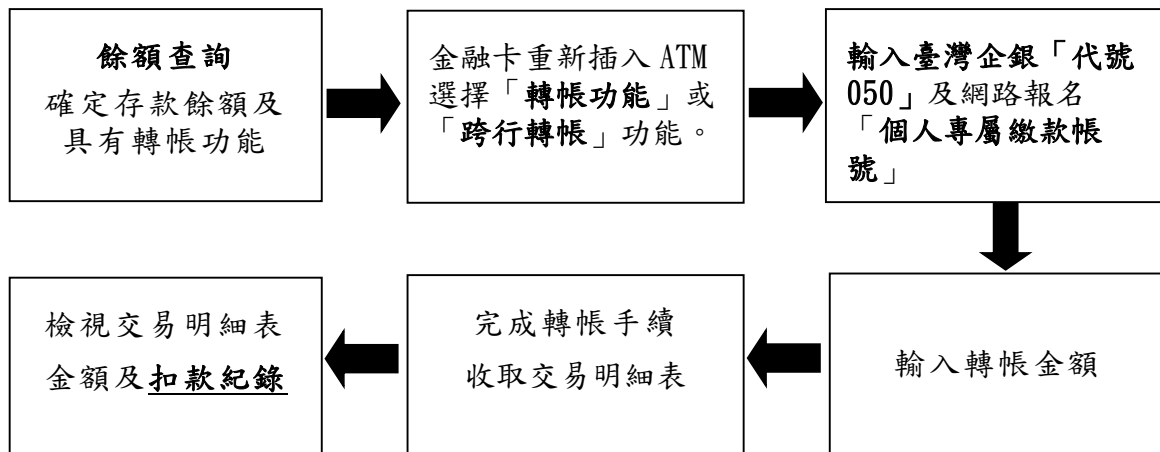 餘額查詢
確定存款餘額及
具有轉帳功能
金融卡重新插入 ATM
選擇「轉帳功能」或
「跨行轉帳」功能。
輸入臺灣企銀「代號
050」及網路報名
「個人專屬繳款帳
號」
輸入轉帳金額
完成轉帳手續
收取交易明細表
檢視交易明細表
金額及扣款紀錄